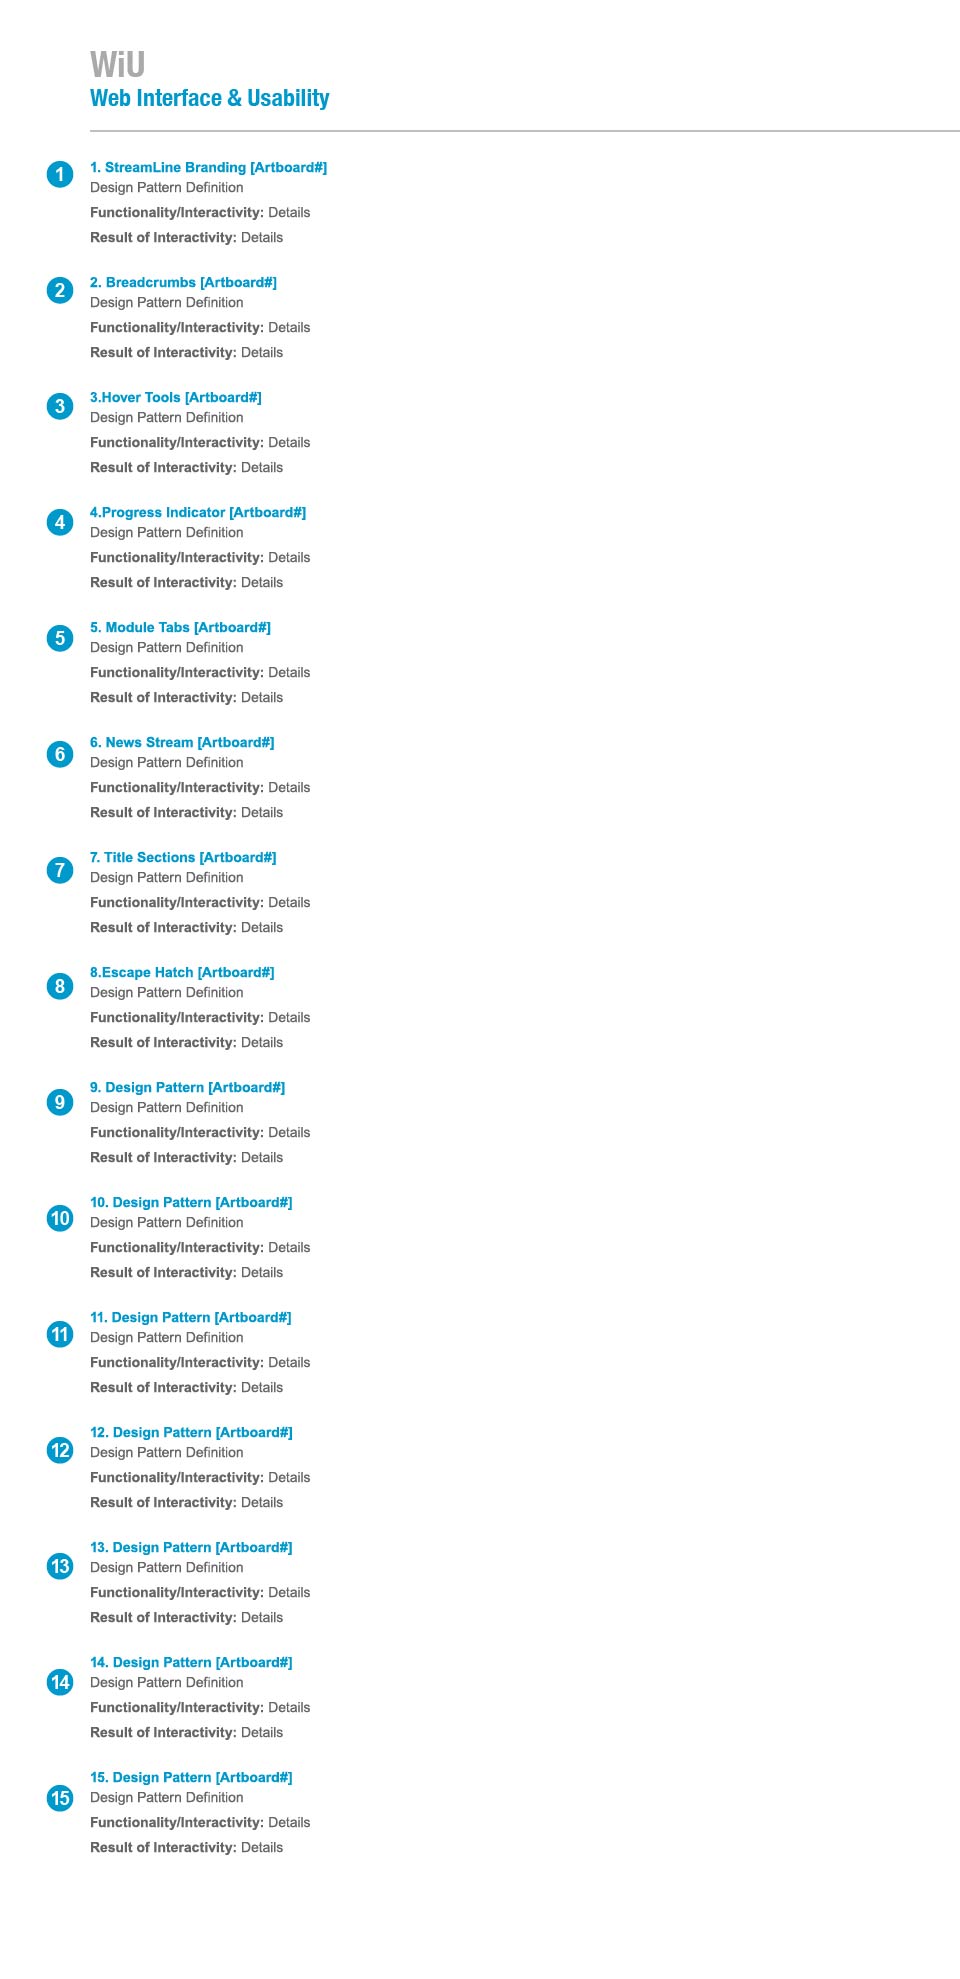 WiU
Web Interface & Usability
1
1. StreamLine Branding [Artboard#]
Design Pattern Definition
Functionality/Interactivity: Details
Result of Interactivity: Details
2
2. Breadcrumbs [Artboard#]
Design Pattern Definition
Functionality/Interactivity: Details
Result of Interactivity: Details
3
3.Hover Tools [Artboard#]
Design Pattern Definition
Functionality/Interactivity: Details
Result of Interactivity: Details
4
4.Progress Indicator [Artboard#]
Design Pattern Definition
Functionality/Interactivity: Details
Result of Interactivity: Details
5
5. Module Tabs [Artboard#]
Design Pattern Definition
Functionality/Interactivity: Details
Result of Interactivity: Details
6
6. News Stream [Artboard#]
Design Pattern Definition
Functionality/Interactivity: Details
Result of Interactivity: Details
7
7. Title Sections [Artboard#]
Design Pattern Definition
Functionality/Interactivity: Details
Result of Interactivity: Details
8
8.Escape Hatch [Artboard#]
Design Pattern Definition
Functionality/Interactivity: Details
Result of Interactivity: Details
9
9. Design Pattern [Artboard#]
Design Pattern Definition
Functionality/Interactivity: Details
Result of Interactivity: Details
10
10. Design Pattern [Artboard#]
Design Pattern Definition
Functionality/Interactivity: Details
Result of Interactivity: Details
11
11. Design Pattern [Artboard#]
Design Pattern Definition
Functionality/Interactivity: Details
Result of Interactivity: Details
12
12. Design Pattern [Artboard#]
Design Pattern Definition
Functionality/Interactivity: Details
Result of Interactivity: Details
13
13. Design Pattern [Artboard#]
Design Pattern Definition
Functionality/Interactivity: Details
Result of Interactivity: Details
14
14. Design Pattern [Artboard#]
Design Pattern Definition
Functionality/Interactivity: Details
Result of Interactivity: Details
15
15. Design Pattern [Artboard#]
Design Pattern Definition
Functionality/Interactivity: Details
Result of Interactivity: Details